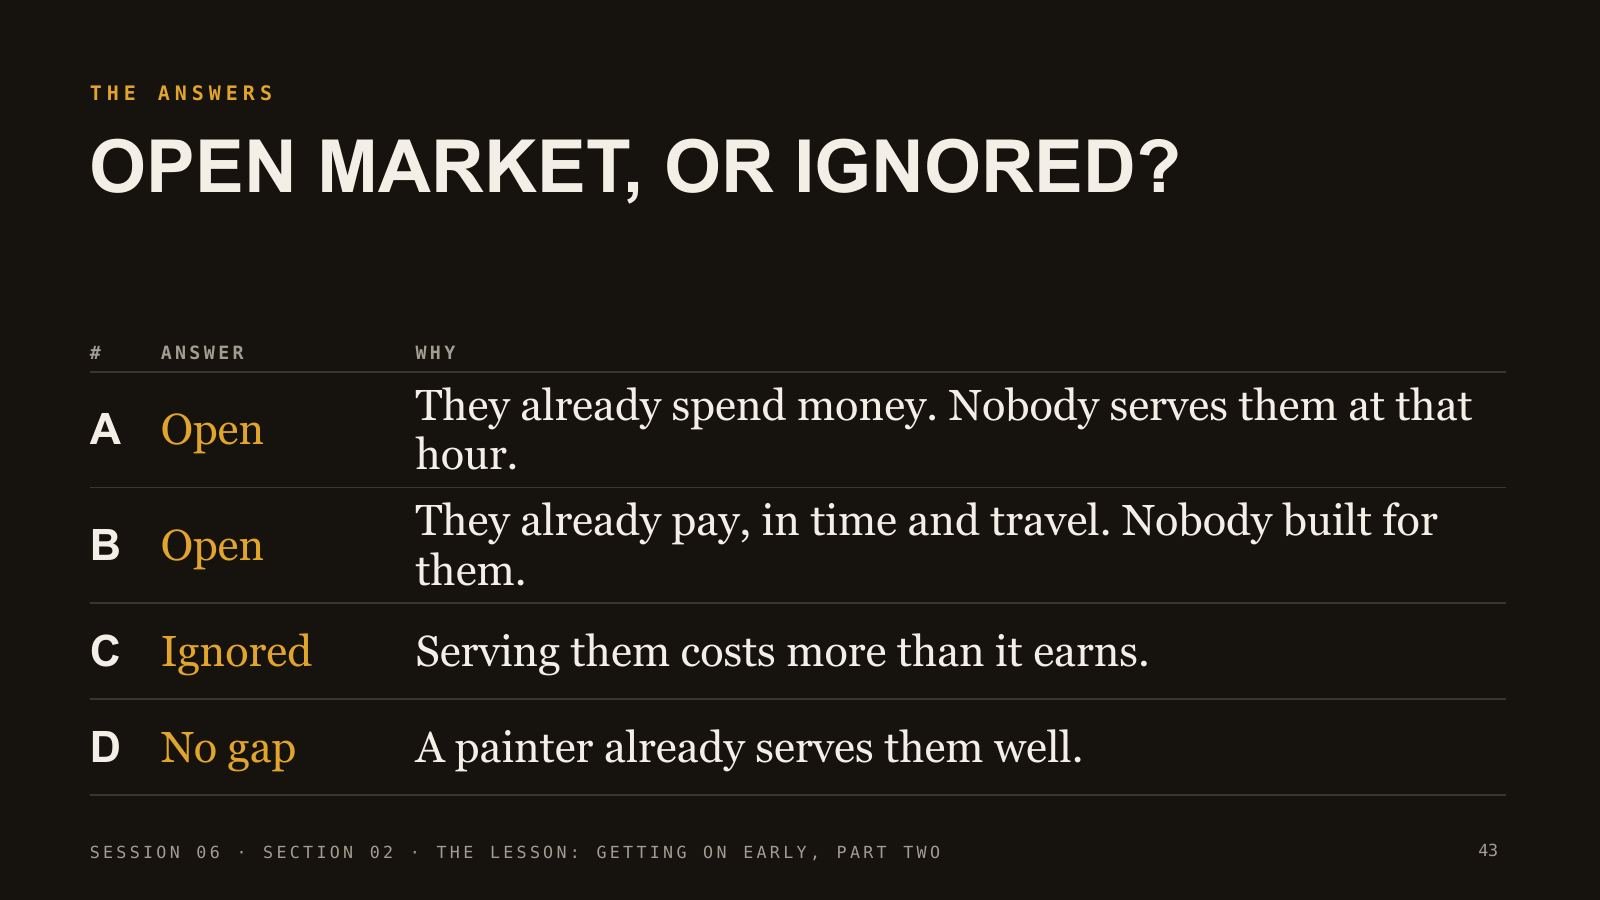 THE ANSWERS
OPEN MARKET, OR IGNORED?
# ANSWER WHY
A Open They already spend money. Nobody serves them at that
hour.
B Open They already pay, in time and travel. Nobody built for
them.
C Ignored Serving them costs more than it earns.
D No gap A painter already serves them well.
SESSION 06 · SECTION 02 · THE LESSON: GETTING ON EARLY, PART TWO 43